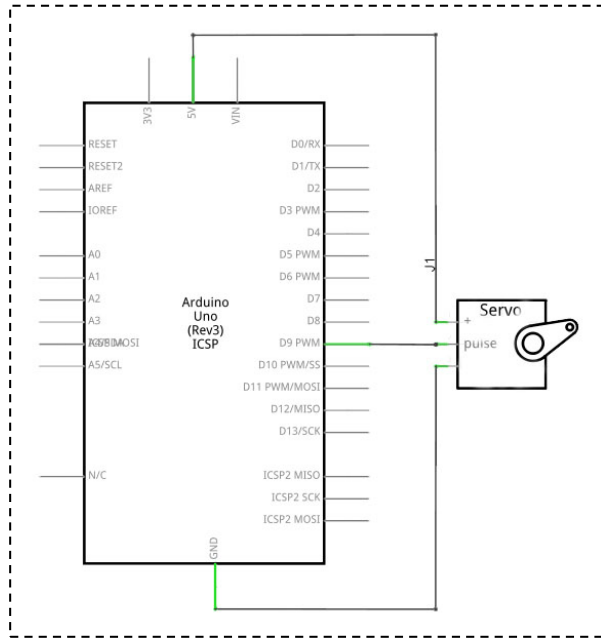 3V3
5V
VIN
RESET
RESET2
AREF
IOREF
A0
A1
A2
A3
A5/SCL
N/C
Arduino
Uno
(Rev3)
ICSP
D0/RX
D1/TX
D2
D3 PWM
D4
D5 PWM
D6 PWM
D7
D8
D9 PWM
D10 PWM/SS
D11 PWM/MOSI
D12/MISO
D13/SCK
ICSP2 MISO
ICSP2 SCK
ICSP2 MOSI
GND
J1
Servo
+
pulse
-